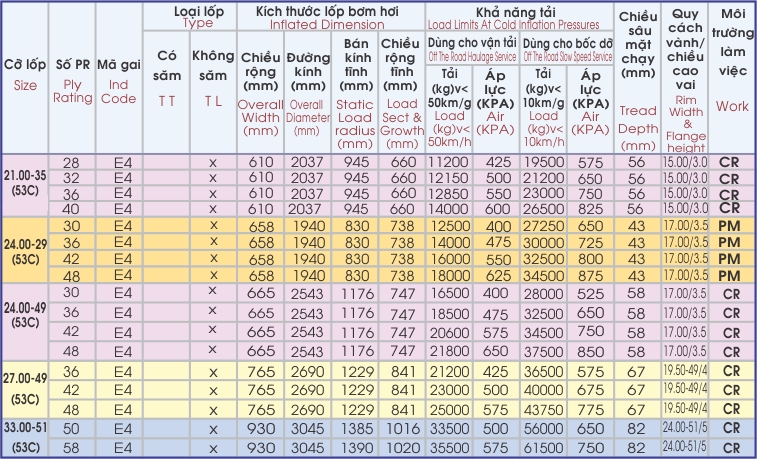 Cỡ lốp
Size
Số PR
Ply
Rating
Mã gai
Ind
Code
Loại lốp
Type
Có
săm
T T
Không
săm
T L
Kích thước lốp bơm hơi
Inflated Dimension
Chiều
rộng
(mm)
Overall
Width
(mm)
Đường
kính
(mm)
Overall
Diameter
(mm)
Bán
kính
tĩnh
(mm)
Static
Load
radius
(mm)
Chiều
rộng
tĩnh
(mm)
Load
Sect &
Growth
(mm)
Khả năng tải
Load Limits At Cold Inflation Pressures
Dùng cho vận tải
Off The Road Haulage Service
Tải
(kg)v<
50km/g
Load
(kg)v<
50km/h
Áp
lực
(KPA)
Air
(KPA)
Dùng cho bốc dỡ
Off The Road Slow Speed Service
Tải
(kg)v<
10km/g
Load
(kg)v<
10km/h
Áp
lực
(KPA)
Air
(KPA)
Chiều
sâu
mặt
chạy
(mm)
Tread
Depth
(mm)
Quy
cách
vành/
chiều
cao
vai
Rim
Width
&
Flange
height
Môi
trường
làm
việc
Work
21.00-35
(53C)
28 E4 x 610 2037 945 660 11200 425 19500 575 56 15.00/3.0 CR
32 E4 x 610 2037 945 660 12150 500 21200 650 56 15.00/3.0 CR
36 E4 x 610 2037 945 660 12850 550 23000 750 56 15.00/3.0 CR
40 E4 x 610 2037 945 660 14000 600 26500 825 56 15.00/3.0 CR
24.00-29
(53C)
30 E4 x 658 1940 830 738 12500 400 27250 650 43 17.00/3.5 PM
36 E4 x 658 1940 830 738 14000 475 30000 725 43 17.00/3.5 PM
42 E4 x 658 1940 830 738 16000 550 32500 800 43 17.00/3.5 PM
48 E4 x 658 1940 830 738 18000 625 34500 875 43 17.00/3.5 PM
24.00-49
(53C)
30 E4 x 665 2543 1176 747 16500 400 28000 525 58 17.00/3.5 CR
36 E4 x 665 2543 1176 747 18500 475 32500 650 58 17.00/3.5 CR
42 E4 x 665 2543 1176 747 20600 575 34500 750 58 17.00/3.5 CR
48 E4 x 665 2543 1176 747 21800 650 37500 850 58 17.00/3.5 CR
27.00-49
(53C)
36 E4 x 765 2690 1229 841 21200 425 36500 575 67 19.50-49/4 CR
42 E4 x 765 2690 1229 841 23000 500 40000 675 67 19.50-49/4 CR
48 E4 x 765 2690 1229 841 25000 575 43750 775 67 19.50-49/4 CR
33.00-51
(53C)
50 E4 x 930 3045 1385 1016 33500 500 56000 650 82 24.00-51/5 CR
58 E4 x 930 3045 1390 1020 35500 575 61500 750 82 24.00-51/5 CR